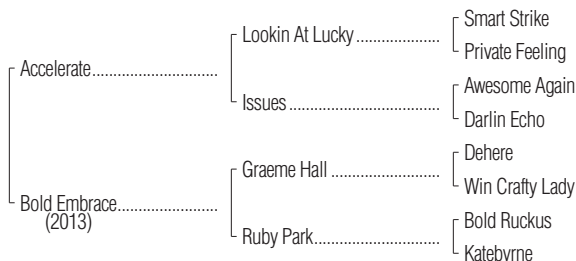 Smart Strike
Lookin At Lucky
Private Feeling
Accelerate
Awesome Again
Issues
Darlin Echo
Dehere
Graeme Hall
Win Crafty Lady
Bold Embrace
(2013)
Bold Ruckus
Ruby Park
Katebyrne